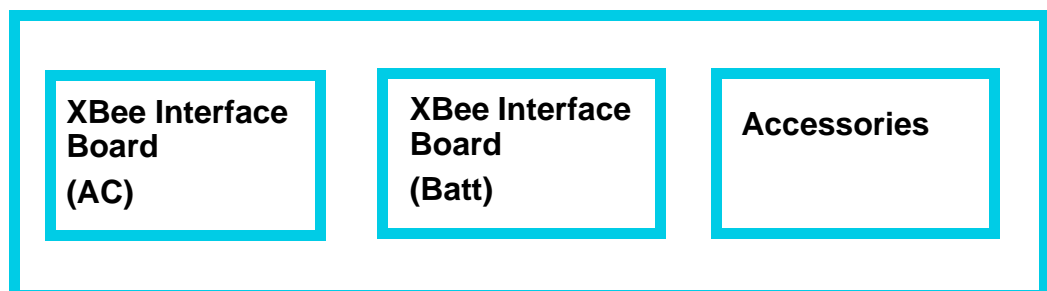 XBee Interface
Board
(AC)
XBee Interface
Board
(Batt)
Accessories